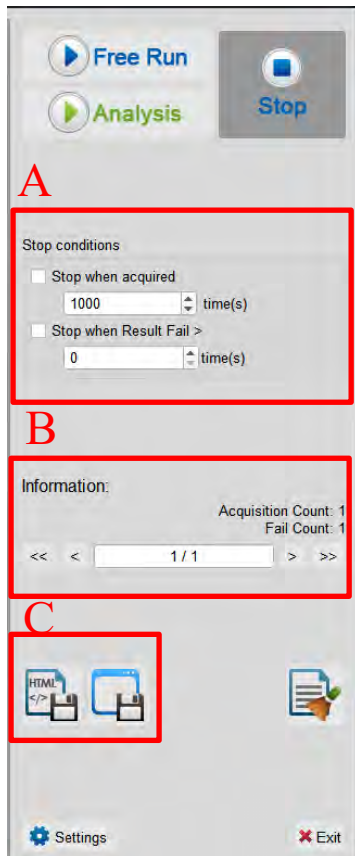 Free Run
Analysis
Stop
A
Stop conditions
Stop when acquired
1000 time(s)
Stop when Result Fail >
0 time(s)
B
Information:
Acquisition Count: 1
Fail Count: 1
<< < 1 / 1 > >>
C
HTML
</>
Settings
Exit